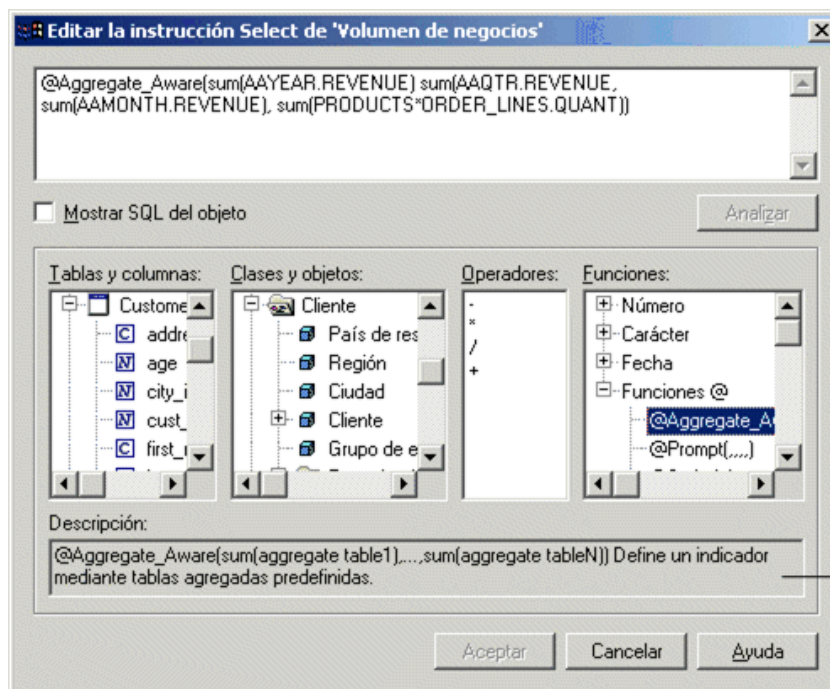 Editar la instrucción Select de 'Volumen de negocios'
@Aggregate_Aware(sum(AAYEAR.REVENUE) sum(AAQTR.REVENUE,
sum(AAMONTH.REVENUE), sum(PRODUCTS*ORDER_LINES.QUANT))
Mostrar SQL del objeto
Analizar
Tablas y columnas:
Custome
C addre
N age
N city_i
N cust_
C first_
Clases y objetos:
Cliente
País de res
Región
Ciudad
Cliente
Grupo de e
Operadores:
-
*
/
+
Funciones:
Número
Carácter
Fecha
Funciones @
@Aggregate_A
@Prompt(,,,,)
Descripción:
@Aggregate_Aware(sum(aggregate table1),...,sum(aggregate tableN)) Define un indicador
mediante tablas agregadas predefinidas.
Aceptar
Cancelar
Ayuda